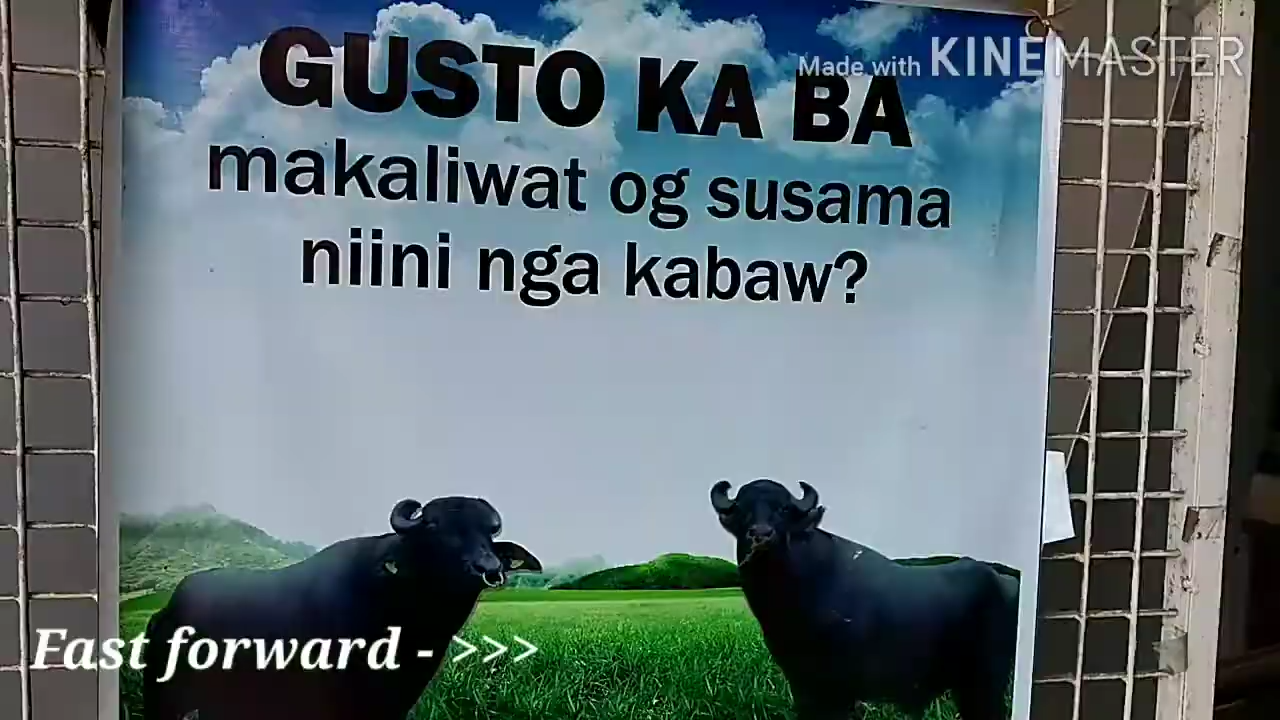 Made with KINEMASTER
GUSTO KA BA
makaliwat og susama
niini nga kabaw?
Fast forward - >>>